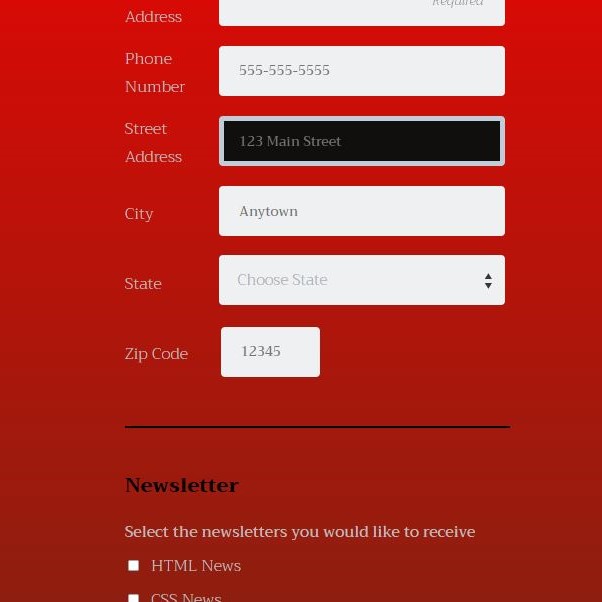 Address
Required
Phone
Number
555-555-5555
Street
Address
123 Main Street
City
Anytown
State
Choose State
Zip Code
12345
Newsletter
Select the newsletters you would like to receive
HTML News
CSS News